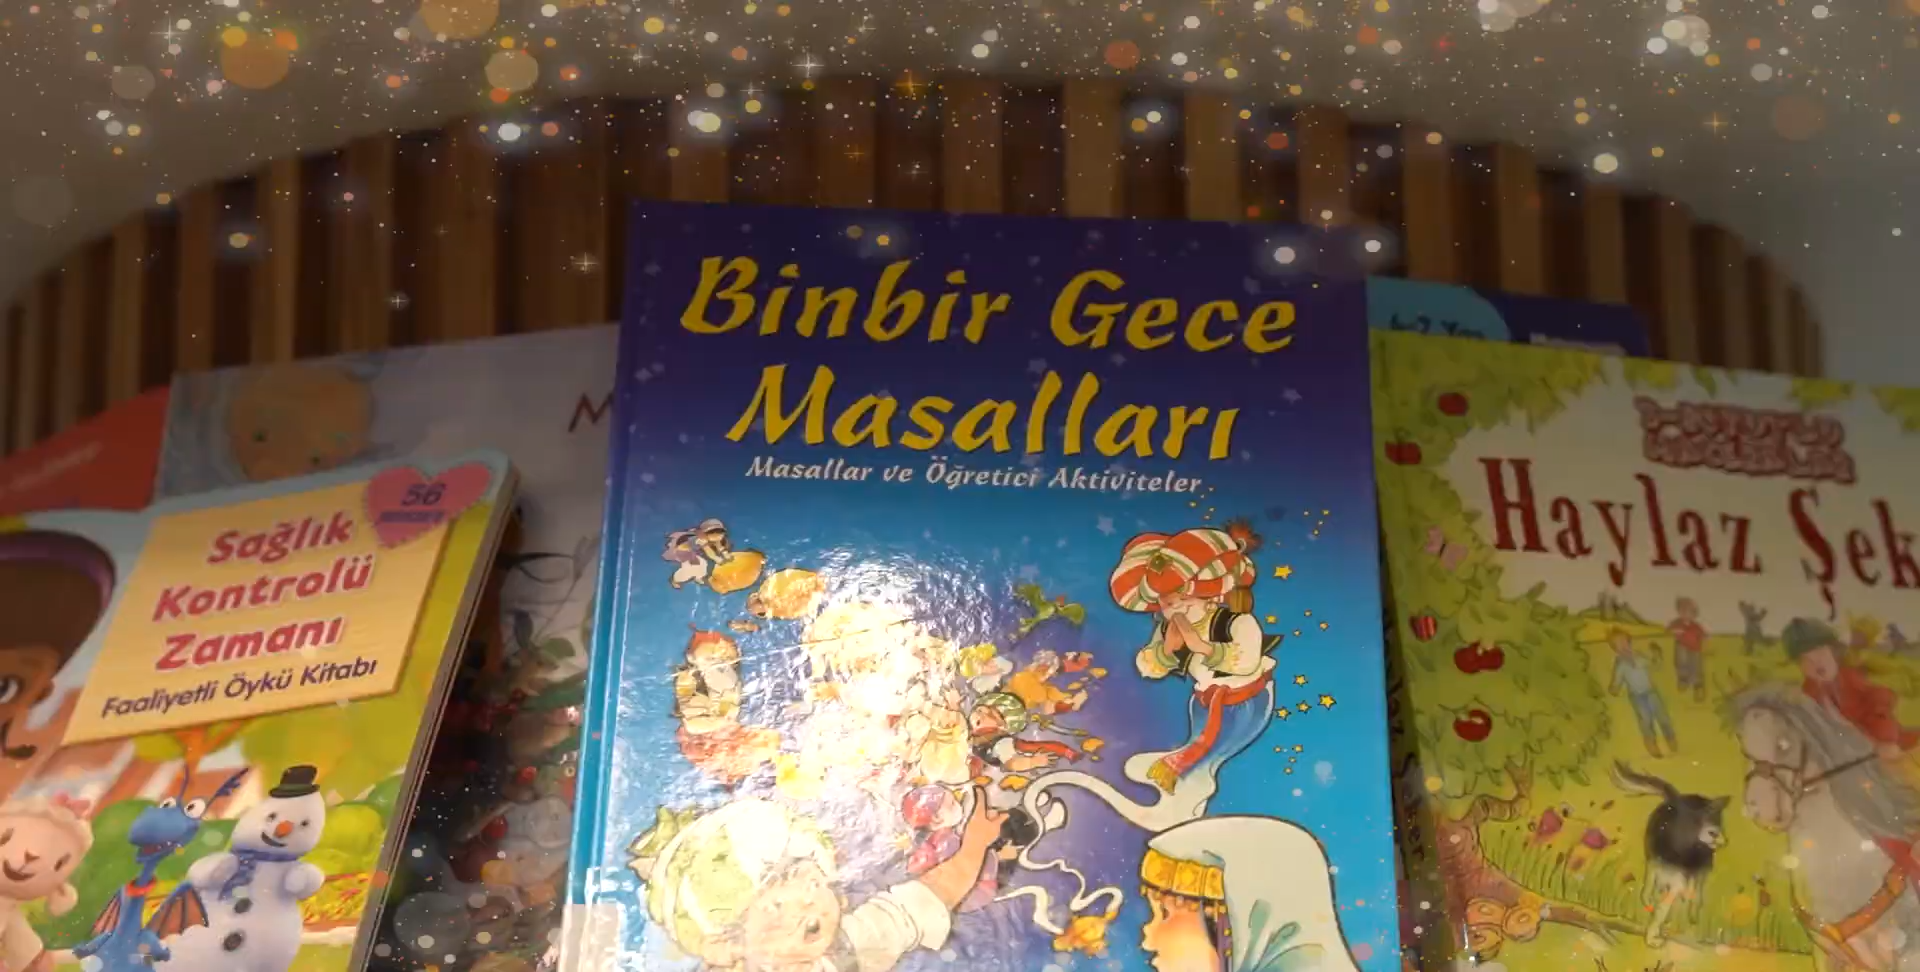 Binbir Gece
Masalları
Masallar ve Öğretici Aktiviteler
56
Sağlık
Kontrolü
Zamanı
Faaliyetli Öykü Kitabı
Haylaz Şek